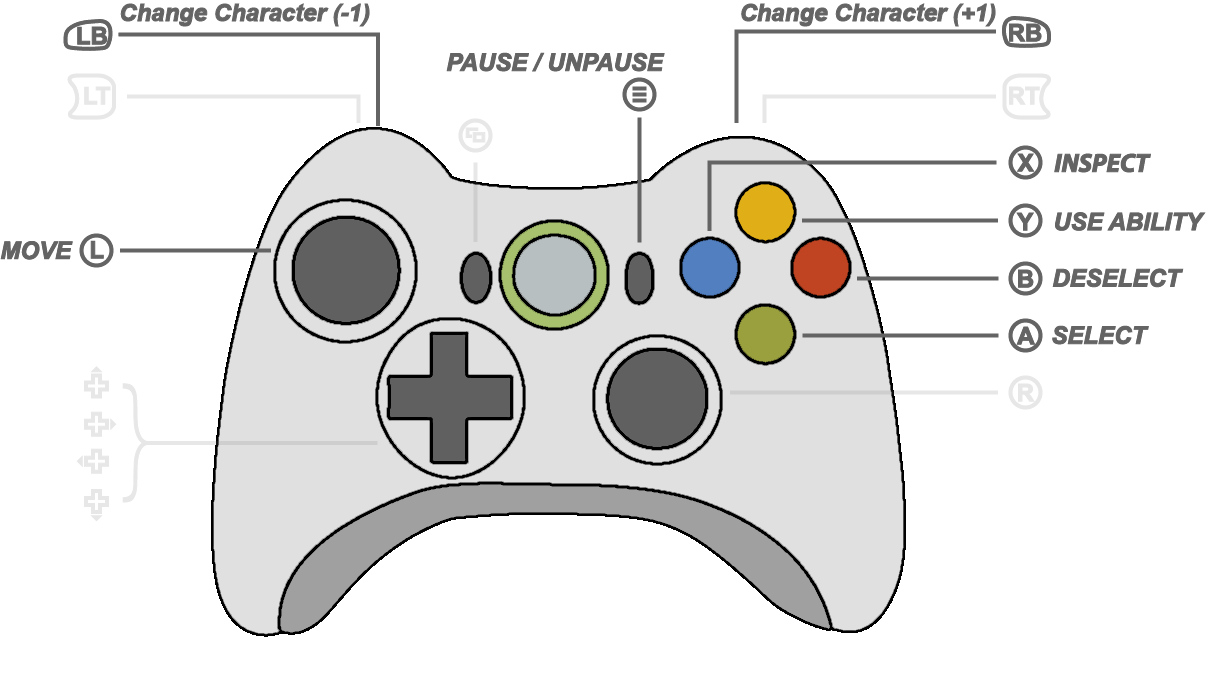 Change Character (-1)
LB
LT
PAUSE / UNPAUSE
Change Character (+1)
RB
RT
X INSPECT
Y USE ABILITY
MOVE L
B DESELECT
A SELECT
R